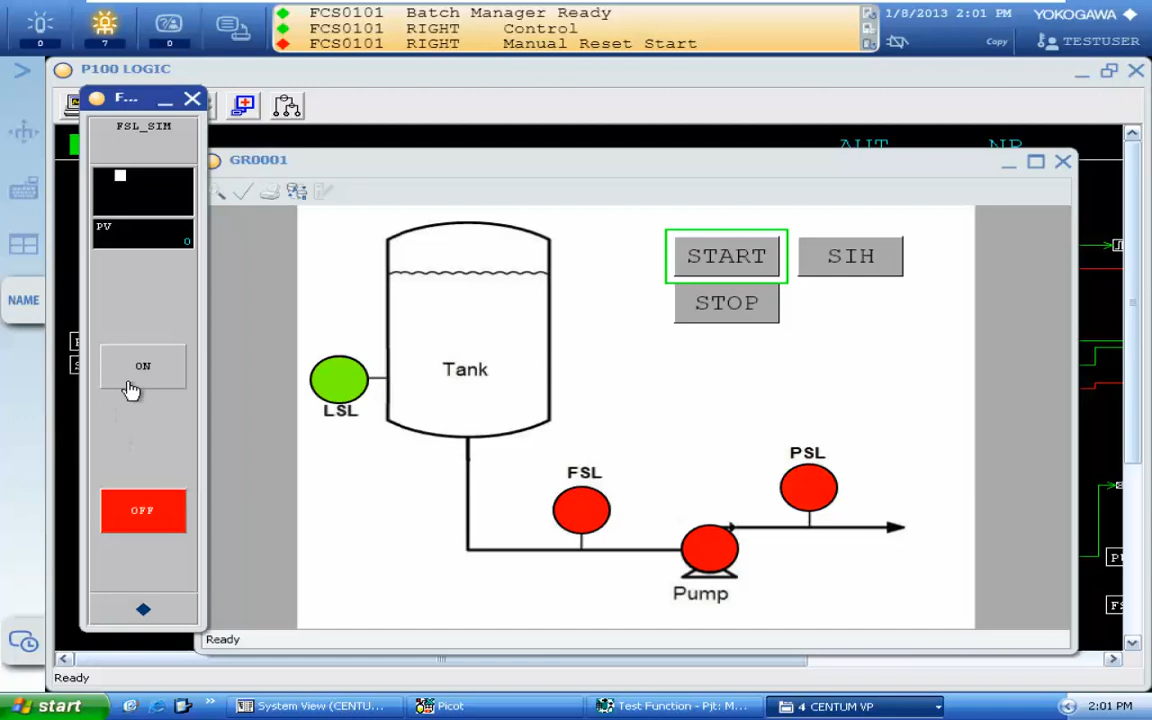 FCS0101 Batch Manager Ready
FCS0101 RIGHT Control
FCS0101 RIGHT Manual Reset Start
1/8/2013 2:01 PM
YOKOGAWA
0
7
0
Copy
TESTUSER
P100 LOGIC
F...
FSL_SIM
PV
0
ON
OFF
NAME
AUT NR
GR0001
START
SIH
STOP
Tank
LSL
FSL
PSL
Pump
Ready
Ready
start
System View (CENTU...
Picot
Test Function - Pjt: M...
4 CENTUM VP
2:01 PM